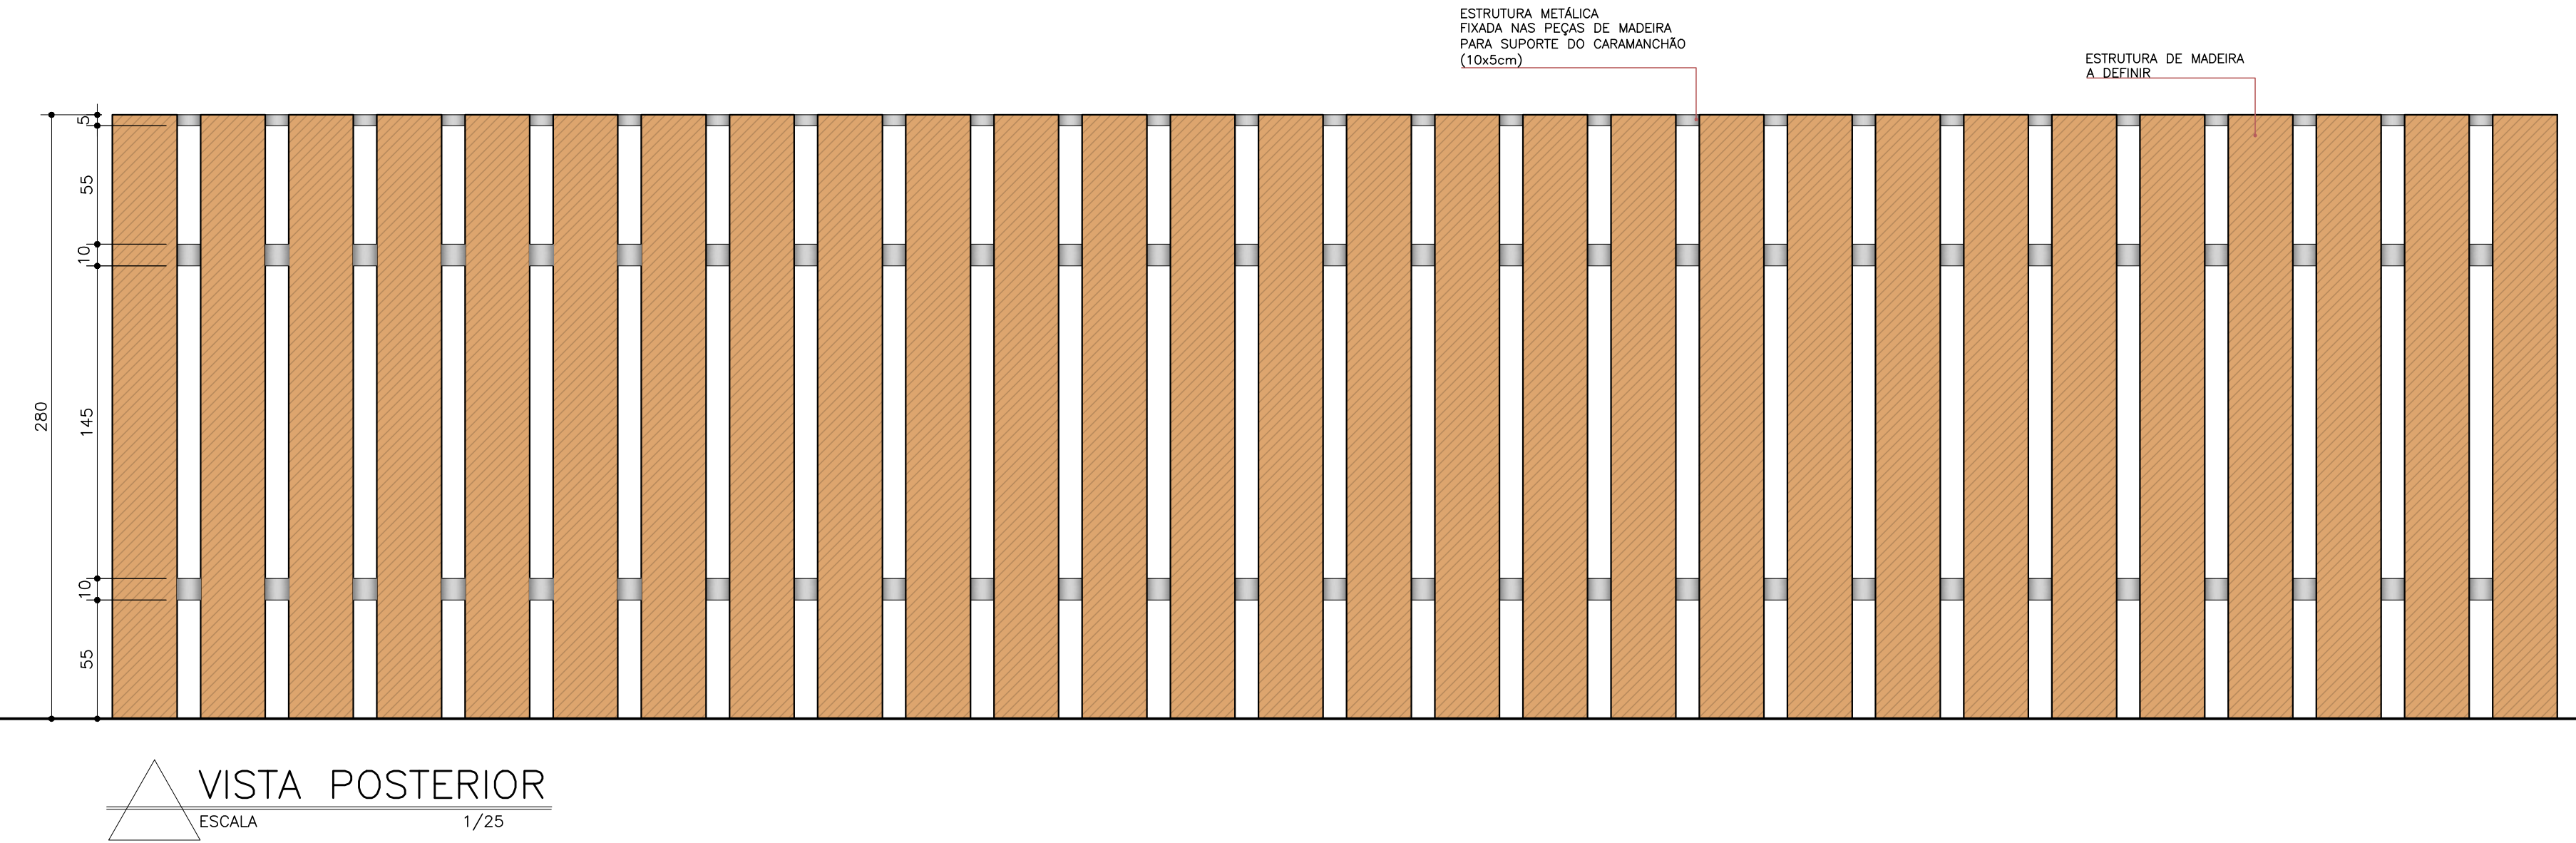 ESTRUTURA METÁLICA
FIXADA NAS PEÇAS DE MADEIRA
PARA SUPORTE DO CARAMANCHÃO
(10x5cm)
ESTRUTURA DE MADEIRA
A DEFINIR
5
55
10
145
280
10
55
VISTA POSTERIOR
ESCALA 1/25